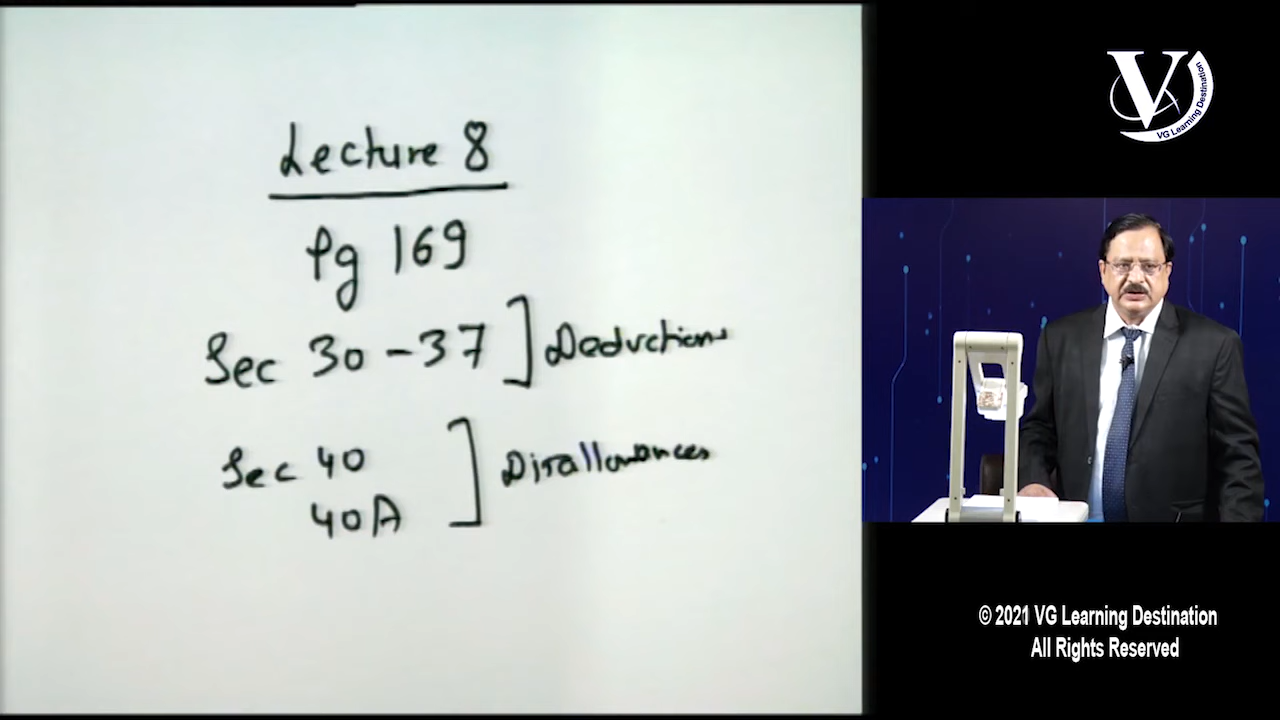 Lecture 8
Pg 169
Sec 30-37 ] Deductions
Sec 40
40A ] Disallowances
V
VG Learning Destination
© 2021 VG Learning Destination
All Rights Reserved